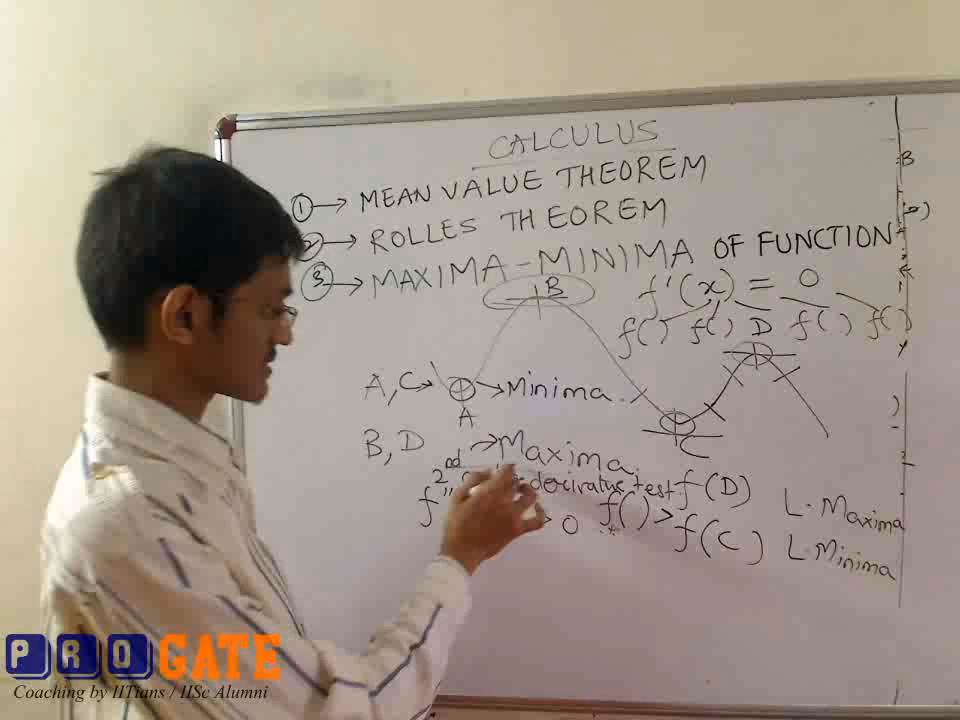 CALCULUS
① → MEAN VALUE THEOREM
② → ROLLES THEOREM
③ → MAXIMA - MINIMA OF FUNCTION
B
f'(x) = 0
f( ) f( ) D f( ) f( )
A, C → → Minima
A
C
B, D → Maxima
2nd test f(D) L. Maxima
f'' > 0 f( ) > f(C) L. Minima
B
PROGATE
Coaching by IITians / IISc Alumni